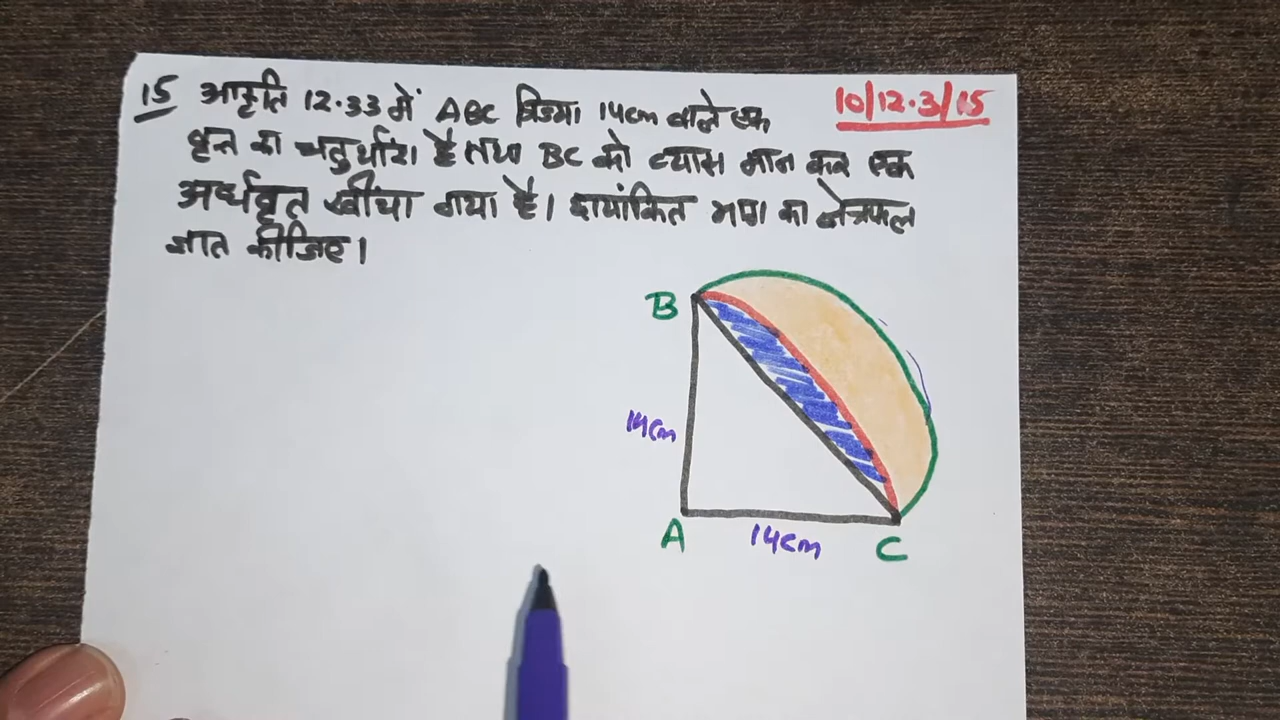 15 आकृति 12.33 में ABC त्रिज्या 14cm वाले एक
10/12.3/15
वृत्त का चतुर्थांश है तथा BC को व्यास मान कर एक
अर्धवृत खींचा गया है। छायांकित भाग का क्षेत्रफल
ज्ञात कीजिए।
B
14cm
A
14cm
C